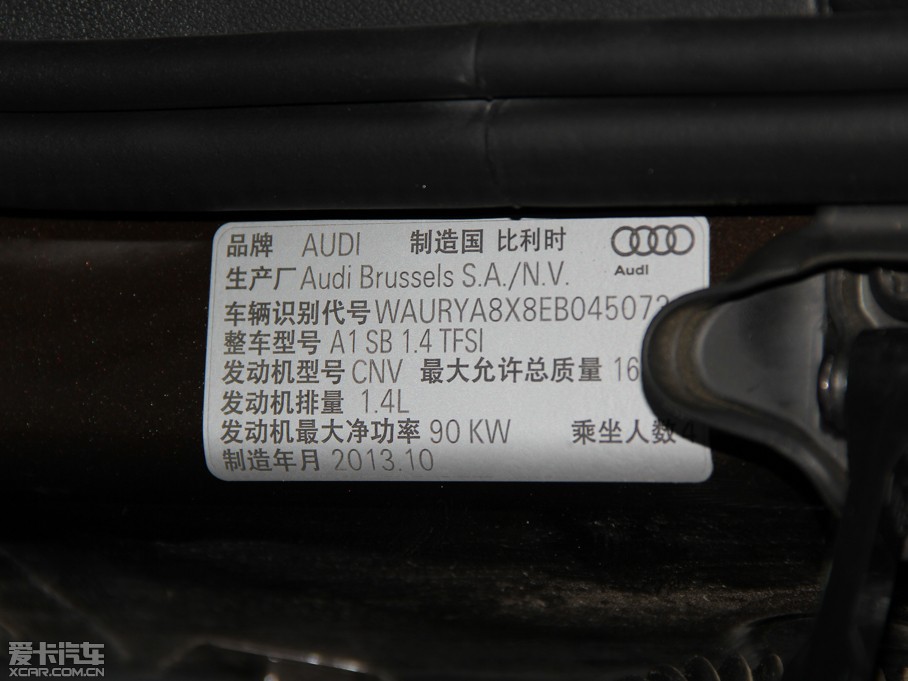 品牌 AUDI 制造国 比利时
Audi
生产厂 Audi Brussels S.A./N.V.
车辆识别代号 WAURYA8X8EB045073
整车型号 A1 SB 1.4 TFSI
发动机型号 CNV 最大允许总质量 16
发动机排量 1.4L
发动机最大净功率 90 KW 乘坐人数 4
制造年月 2013.10
爱卡汽车
XCAR.COM.CN